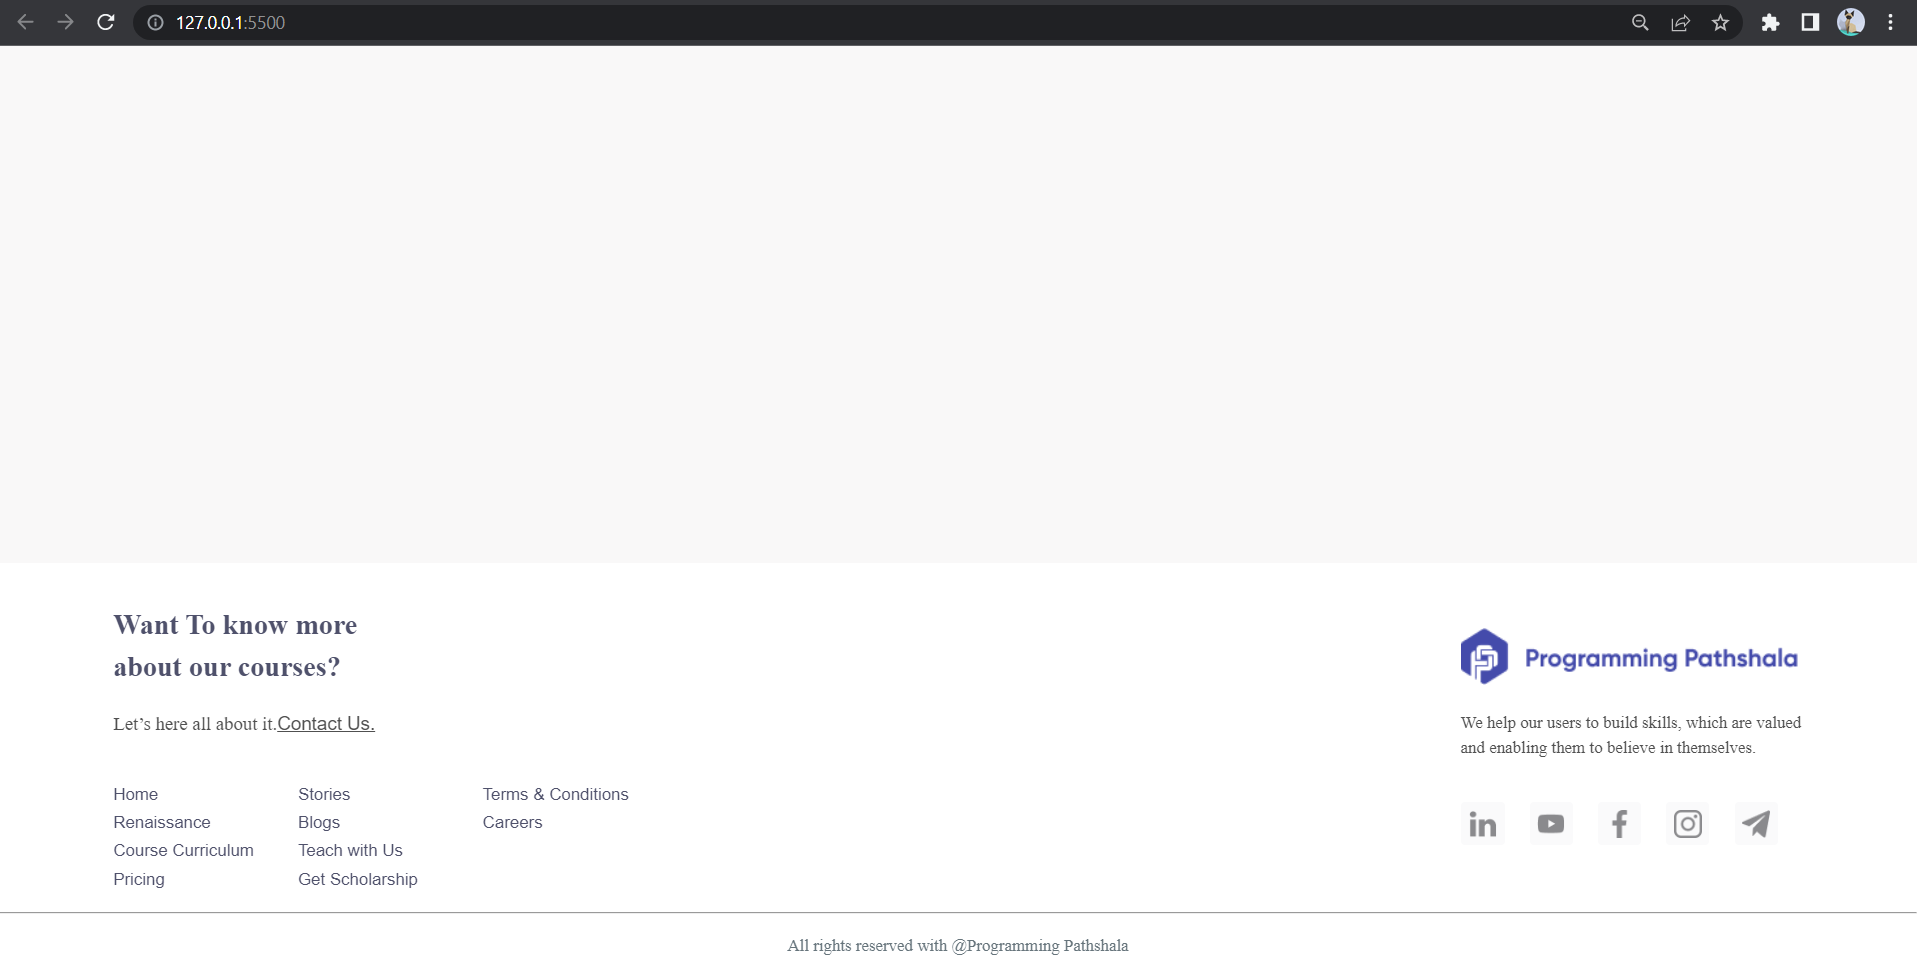 127.0.0.1:5500
Want To know more
about our courses?
Let’s here all about it.Contact Us.
Home
Renaissance
Course Curriculum
Pricing
Stories
Blogs
Teach with Us
Get Scholarship
Terms & Conditions
Careers
Programming Pathshala
We help our users to build skills, which are valued
and enabling them to believe in themselves.
in
All rights reserved with @Programming Pathshala